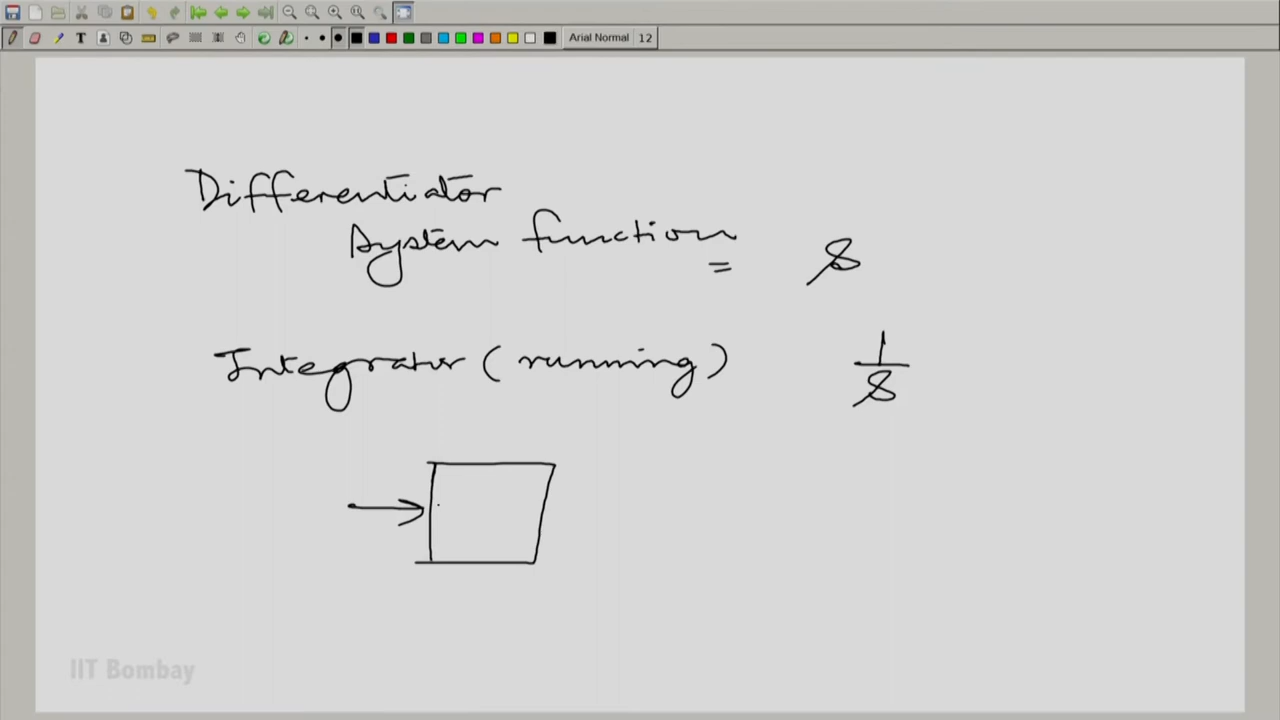 Arial Normal 12
Differentiator
System function
= s
Integrator (running) 1/s
IIT Bombay